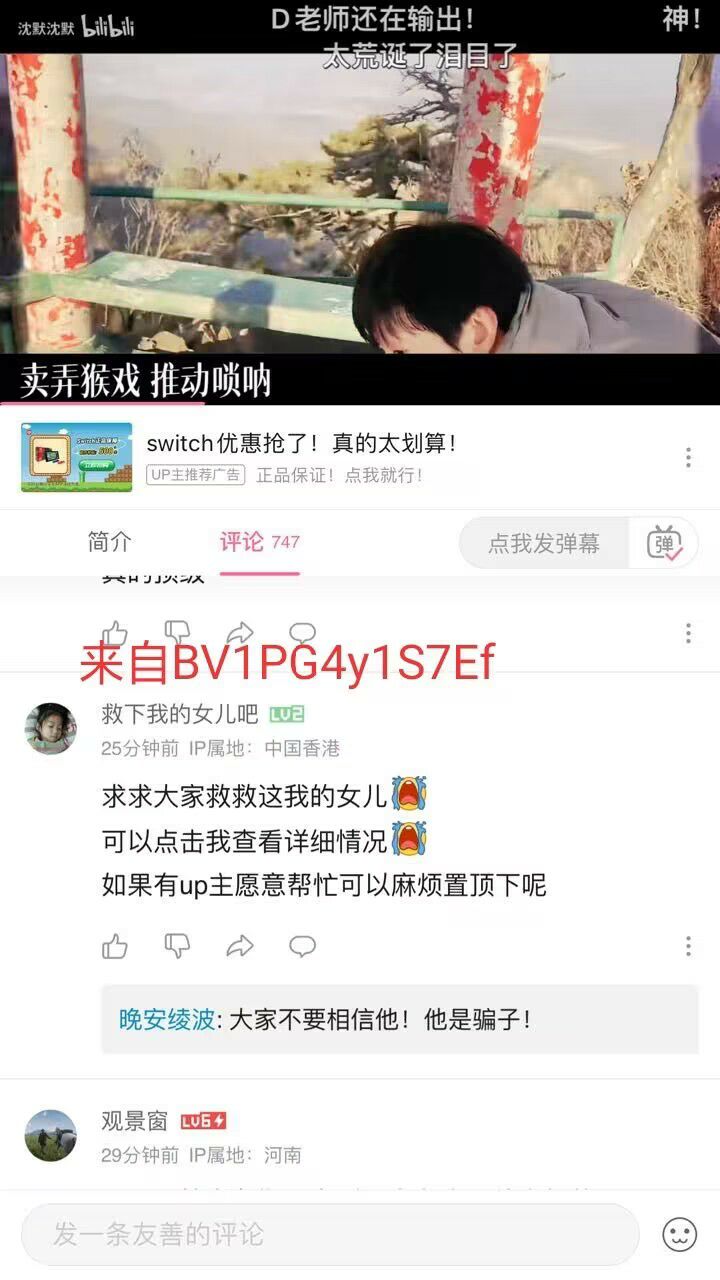 沈默沈默 bilibili
D老师还在输出！
神！
太荒诞了泪目了
卖弄猴戏 推动唢呐
switch优惠抢了！真的太划算！
UP主推荐广告 正品保证！点我就行！
简介
评论 747
点我发弹幕
弹
真的顶级
来自BV1PG4y1S7Ef
救下我的女儿吧 LV2
25分钟前 IP属地：中国香港
求求大家救救这我的女儿
可以点击我查看详细情况
如果有up主愿意帮忙可以麻烦置顶下呢
晚安绫波: 大家不要相信他！他是骗子！
观景窗 LV6
29分钟前 IP属地：河南
发一条友善的评论